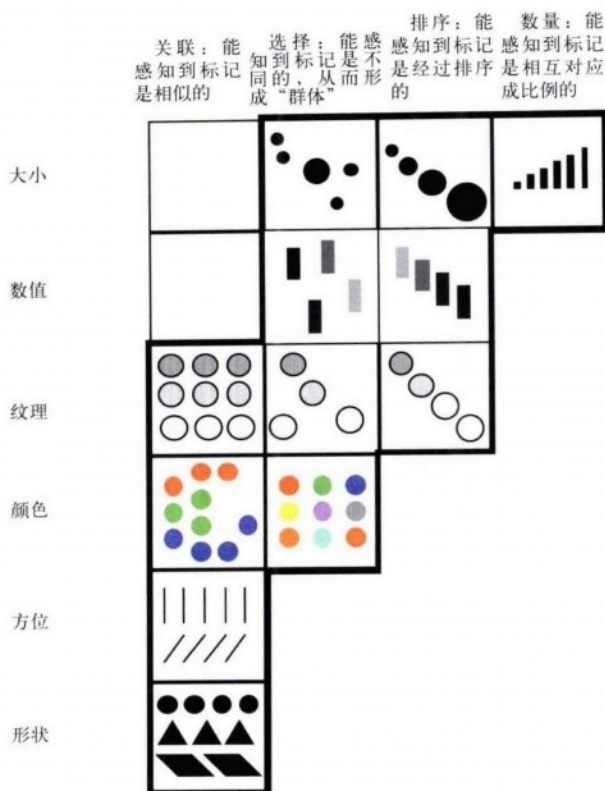 关联：能
感知到标记
是相似的
选择：能感
知到标记是不
同的，从而形
成“群体”
排序：能
感知到标记
是经过排序
的
数量：能
感知到标记
是相互对应
成比例的
大小
数值
纹理
颜色
方位
形状